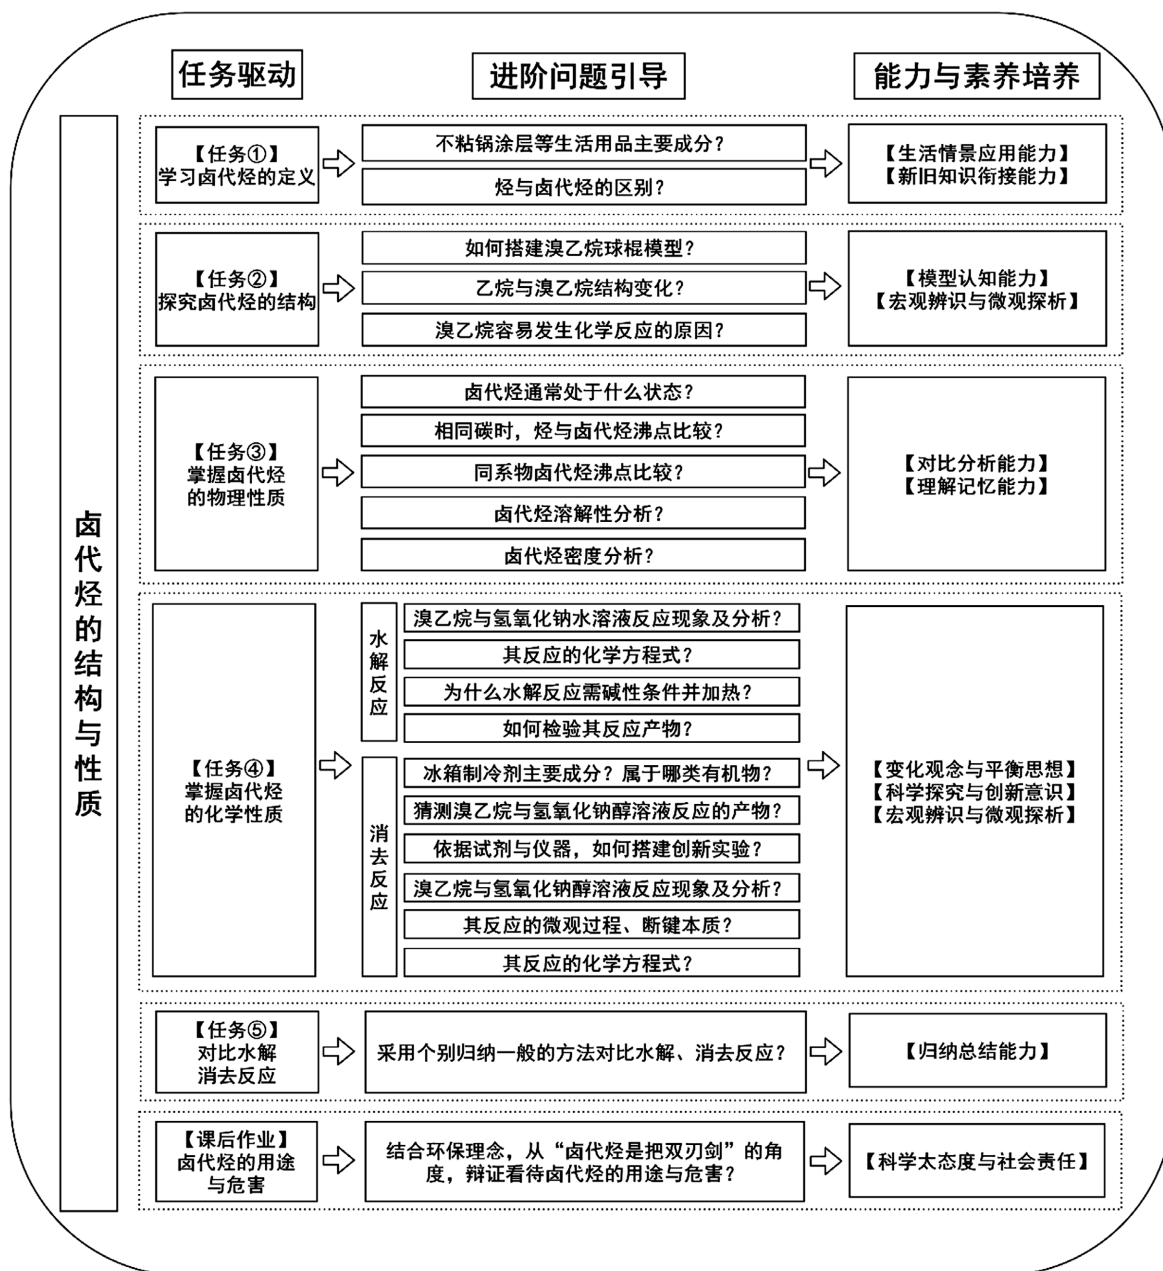 任务驱动
进阶问题引导
能力与素养培养
卤代烃的结构与性质
【任务①】
学习卤代烃的定义
不粘锅涂层等生活用品主要成分？
烃与卤代烃的区别？
【生活情景应用能力】
【新旧知识衔接能力】
【任务②】
探究卤代烃的结构
如何搭建溴乙烷球棍模型？
乙烷与溴乙烷结构变化？
溴乙烷容易发生化学反应的原因？
【模型认知能力】
【宏观辨识与微观探析】
【任务③】
掌握卤代烃
的物理性质
卤代烃通常处于什么状态？
相同碳时，烃与卤代烃沸点比较？
同系物卤代烃沸点比较？
卤代烃溶解性分析？
卤代烃密度分析？
【对比分析能力】
【理解记忆能力】
【任务④】
掌握卤代烃
的化学性质
水解反应
溴乙烷与氢氧化钠水溶液反应现象及分析？
其反应的化学方程式？
为什么水解反应需碱性条件并加热？
如何检验其反应产物？
消去反应
冰箱制冷剂主要成分？属于哪类有机物？
猜测溴乙烷与氢氧化钠醇溶液反应的产物？
依据试剂与仪器，如何搭建创新实验？
溴乙烷与氢氧化钠醇溶液反应现象及分析？
其反应的微观过程、断键本质？
其反应的化学方程式？
【变化观念与平衡思想】
【科学探究与创新意识】
【宏观辨识与微观探析】
【任务⑤】
对比水解
消去反应
采用个别归纳一般的方法对比水解、消去反应？
【归纳总结能力】
【课后作业】
卤代烃的用途
与危害
结合环保理念，从“卤代烃是把双刃剑”的角
度，辩证看待卤代烃的用途与危害？
【科学太态度与社会责任】